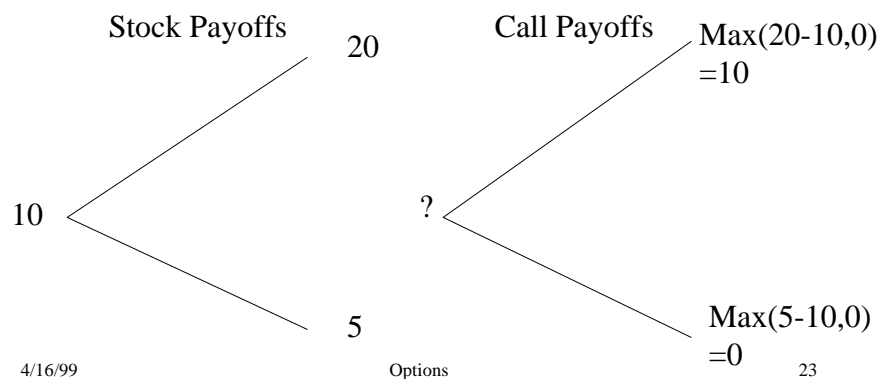 Stock Payoffs
Call Payoffs
20
Max(20-10,0)
=10
10
?
5
Max(5-10,0)
=0
4/16/99
Options
23